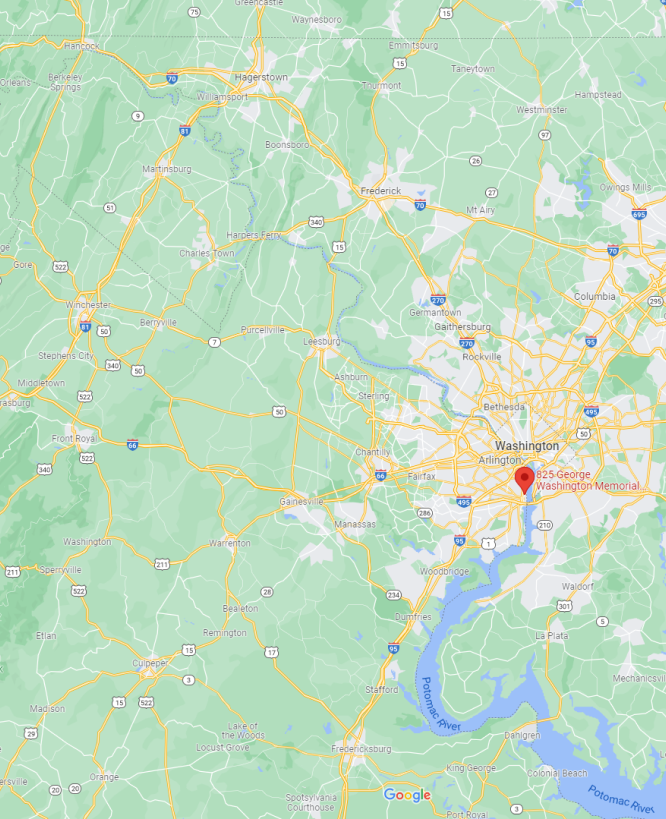 Greencastle
75
Waynesboro
15
Hancock
Emmitsburg
15
Taneytown
Berkeley
Springs
70
Hagerstown
Thurmont
Hampstead
Orleans
Williamsport
Westminster
9
81
97
Boonsboro
Martinsburg
26
Frederick
27
Owings Mills
51
70
Mt Airy
695
340
Harpers Ferry
15
70
Charles Town
Gore
522
270
Columbia
295
Winchester
Germantown
81
50
Berryville
Purcellville
Gaithersburg
7
Leesburg
270
95
Stephens City
Rockville
340
50
Ashburn
Middletown
522
Sterling
rasburg
50
Bethesda
495
Front Royal
50
66
Washington
522
Chantilly
Arlington
340
66
Fairfax
825 George
Washington Memorial...
Gainesville
495
286
Manassas
210
Washington
Warrenton
95
1
211
211
Sperryville
Woodbridge
522
28
234
Waldorf
Bealeton
301
Dumfries
5
Etlan
Remington
La Plata
15
17
95
Culpeper
3
Mechanicsvil
Stafford
Madison
15
522
Potomac River
29
Lake of
the Woods
Dahlgren
Locust Grove
Fredericksburg
King George
Orange
Colonial Beach
ersville
20
20
Google
Potomac River
Spotsylvania
Courthouse
3
Port Royal